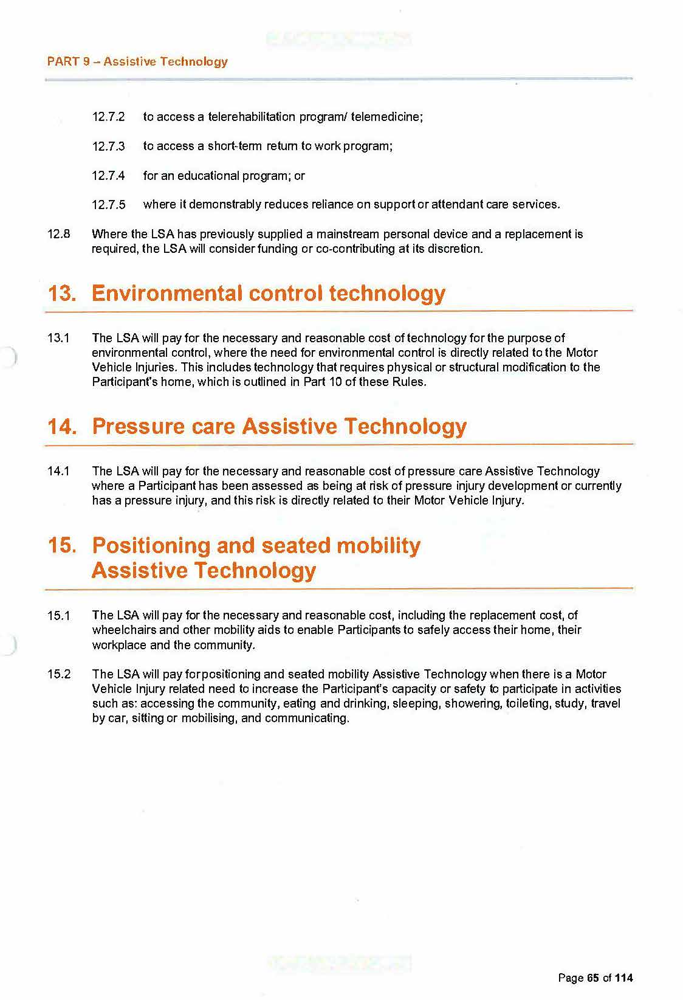 PART 9 – Assistive Technology
12.7.2 to access a telerehabilitation program/ telemedicine;
12.7.3 to access a short-term return to work program;
12.7.4 for an educational program; or
12.7.5 where it demonstrably reduces reliance on support or attendant care services.
12.8 Where the LSA has previously supplied a mainstream personal device and a replacement is
required, the LSA will consider funding or co-contributing at its discretion.
13. Environmental control technology
13.1 The LSA will pay for the necessary and reasonable cost of technology for the purpose of
environmental control, where the need for environmental control is directly related to the Motor
Vehicle Injuries. This includes technology that requires physical or structural modification to the
Participant's home, which is outlined in Part 10 of these Rules.
14. Pressure care Assistive Technology
14.1 The LSA will pay for the necessary and reasonable cost of pressure care Assistive Technology
where a Participant has been assessed as being at risk of pressure injury development or currently
has a pressure injury, and this risk is directly related to their Motor Vehicle Injury.
15. Positioning and seated mobility
Assistive Technology
15.1 The LSA will pay for the necessary and reasonable cost, including the replacement cost, of
wheelchairs and other mobility aids to enable Participants to safely access their home, their
workplace and the community.
15.2 The LSA will pay for positioning and seated mobility Assistive Technology when there is a Motor
Vehicle Injury related need to increase the Participant's capacity or safety to participate in activities
such as: accessing the community, eating and drinking, sleeping, showering, toileting, study, travel
by car, sitting or mobilising, and communicating.
Page 65 of 114